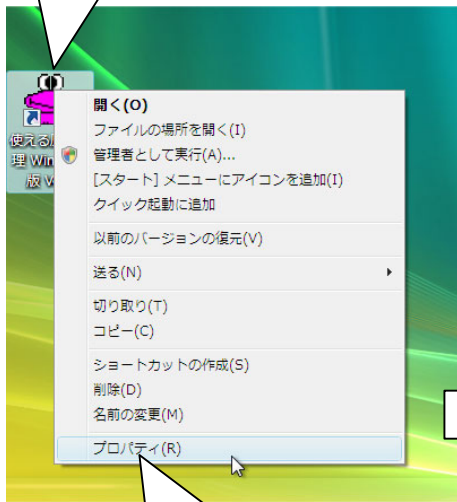 使える
理 Win
版 V
開く(O)
ファイルの場所を開く(I)
管理者として実行(A)...
[スタート] メニューにアイコンを追加(I)
クイック起動に追加
以前のバージョンの復元(V)
送る(N)
切り取り(T)
コピー(C)
ショートカットの作成(S)
削除(D)
名前の変更(M)
プロパティ(R)